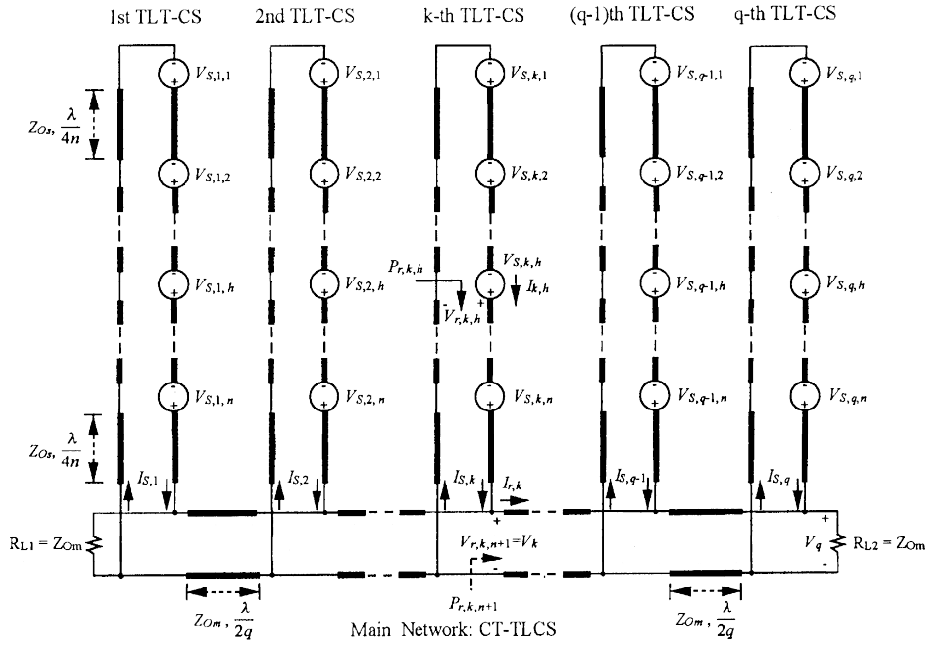 1st TLT-CS 2nd TLT-CS k-th TLT-CS (q-1)th TLT-CS q-th TLT-CS
V_{S,1,1} V_{S,2,1} V_{S,k,1} V_{S,q-1,1} V_{S,q,1}
Z_{Os}, λ/4n
V_{S,1,2} V_{S,2,2} V_{S,k,2} V_{S,q-1,2} V_{S,q,2}
V_{S,1,h} V_{S,2,h} P_{r,k,h} V_{S,k,h} I_{k,h} V_{S,q-1,h} V_{S,q,h}
V_{r,k,h}
V_{S,1,n} V_{S,2,n} V_{S,k,n} V_{S,q-1,n} V_{S,q,n}
Z_{Os}, λ/4n
I_{S,1} I_{S,2} I_{S,k} I_{r,k} I_{S,q-1} I_{S,q}
R_{L1} = Z_{Om} V_{r,k,n+1}=V_k V_q R_{L2} = Z_{Om}
Z_{Om}, λ/2q P_{r,k,n+1} Z_{Om}, λ/2q
Main Network: CT-TLCS